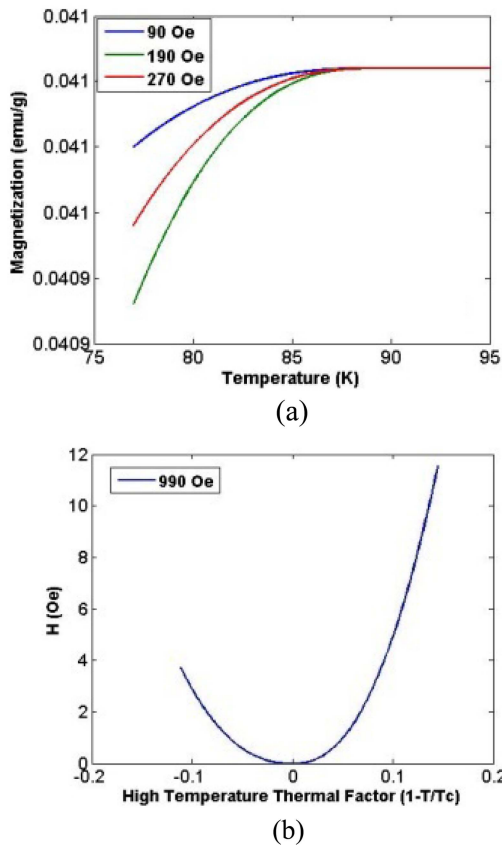 0.041
90 Oe
190 Oe
270 Oe
0.041
0.041
0.041
0.0409
0.0409
Magnetization (emu/g)
75 80 85 90 95
Temperature (K)
(a)
12
990 Oe
10
8
6
4
2
0
H (Oe)
-0.2 -0.1 0 0.1 0.2
High Temperature Thermal Factor (1-T/Tc)
(b)